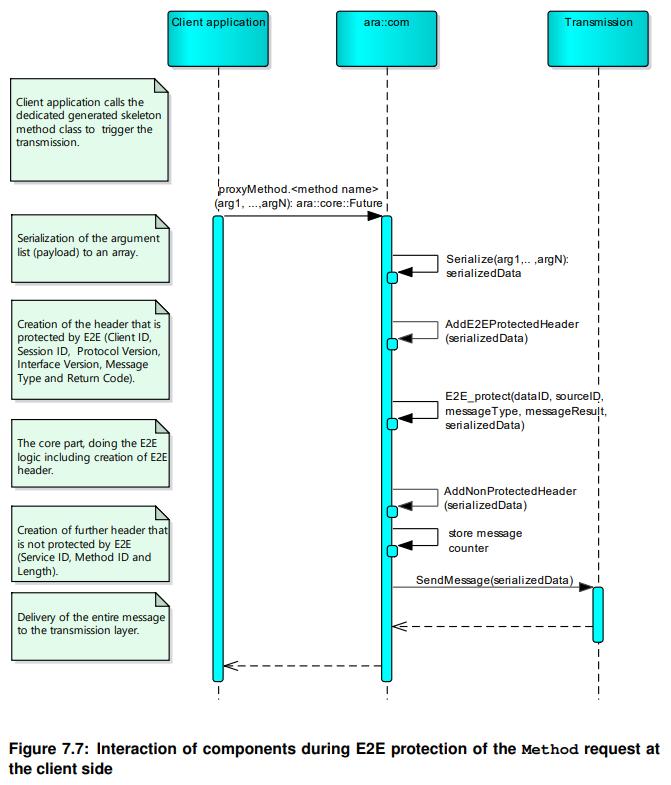 Client application
ara::com
Transmission
Client application calls the
dedicated generated skeleton
method class to  trigger the
transmission.
proxyMethod.<method name>
(arg1, ...,argN): ara::core::Future
Serialization of the argument
list (payload) to an array.
Serialize(arg1,.. ,argN):
serializedData
Creation of the header that is
protected by E2E (Client ID,
Session ID,  Protocol Version,
Interface Version, Message
Type and Return Code).
AddE2EProtectedHeader
(serializedData)
E2E_protect(dataID, sourceID,
messageType, messageResult,
serializedData)
The core part, doing the E2E
logic including creation of E2E
header.
AddNonProtectedHeader
(serializedData)
Creation of further header that
is not protected by E2E
(Service ID, Method ID and
Length).
store message
counter
SendMessage(serializedData)
Delivery of the entire message
to the transmission layer.
Figure 7.7: Interaction of components during E2E protection of the Method request at
the client side